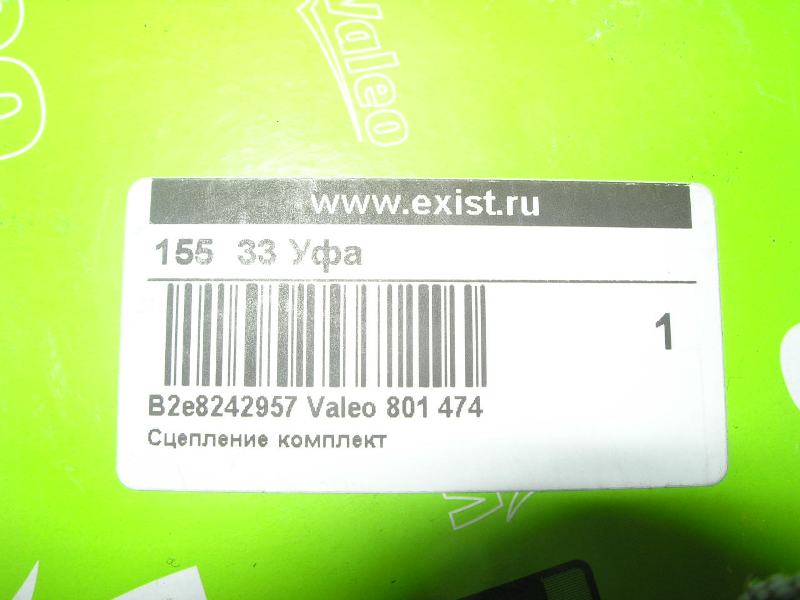 Valeo
www.exist.ru
155 33 Уфа
1
B2e8242957 Valeo 801 474
Сцепление комплект